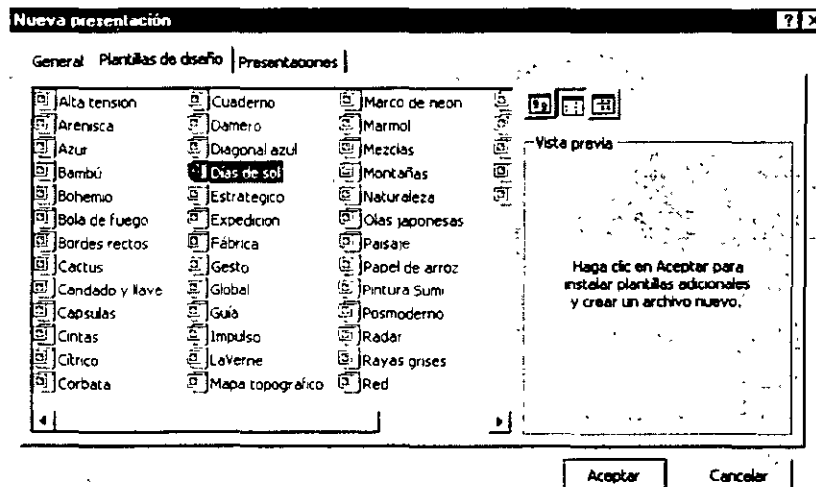 Nueva presentación
General Plantillas de diseño Presentaciones
Alta tension
Arenisca
Azur
Bambú
Bohemio
Bola de fuego
Bordes rectos
Cactus
Candado y llave
Capsulas
Cintas
Cítrico
Corbata
Cuaderno
Damero
Diagonal azul
Días de sol
Estrategico
Expedicion
Fábrica
Gesto
Global
Guía
Impulso
LaVerne
Mapa topografico
Marco de neon
Marmol
Mezclas
Montañas
Naturaleza
Olas japonesas
Paisaje
Papel de arroz
Pintura Sumi
Posmoderno
Radar
Rayas grises
Red
Vista previa
Haga clic en Aceptar para
instalar plantillas adicionales
y crear un archivo nuevo.
Aceptar Cancelar